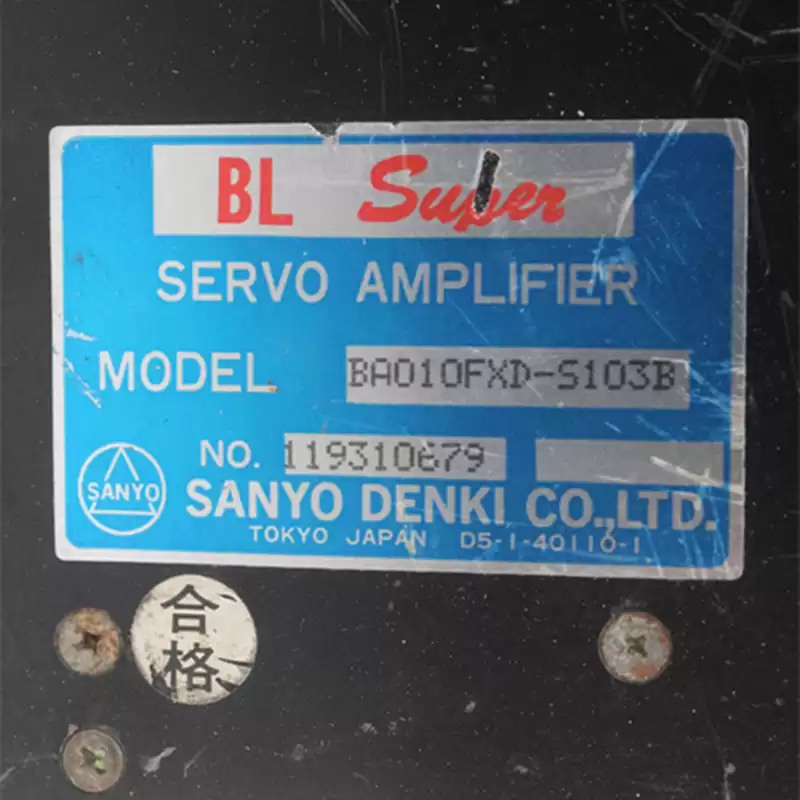 BL Super
SERVO AMPLIFIER
MODEL BA010FXD-S103B
NO. 119310679
SANYO
SANYO DENKI CO.,LTD.
TOKYO JAPAN D5-1-40110-1
合
格